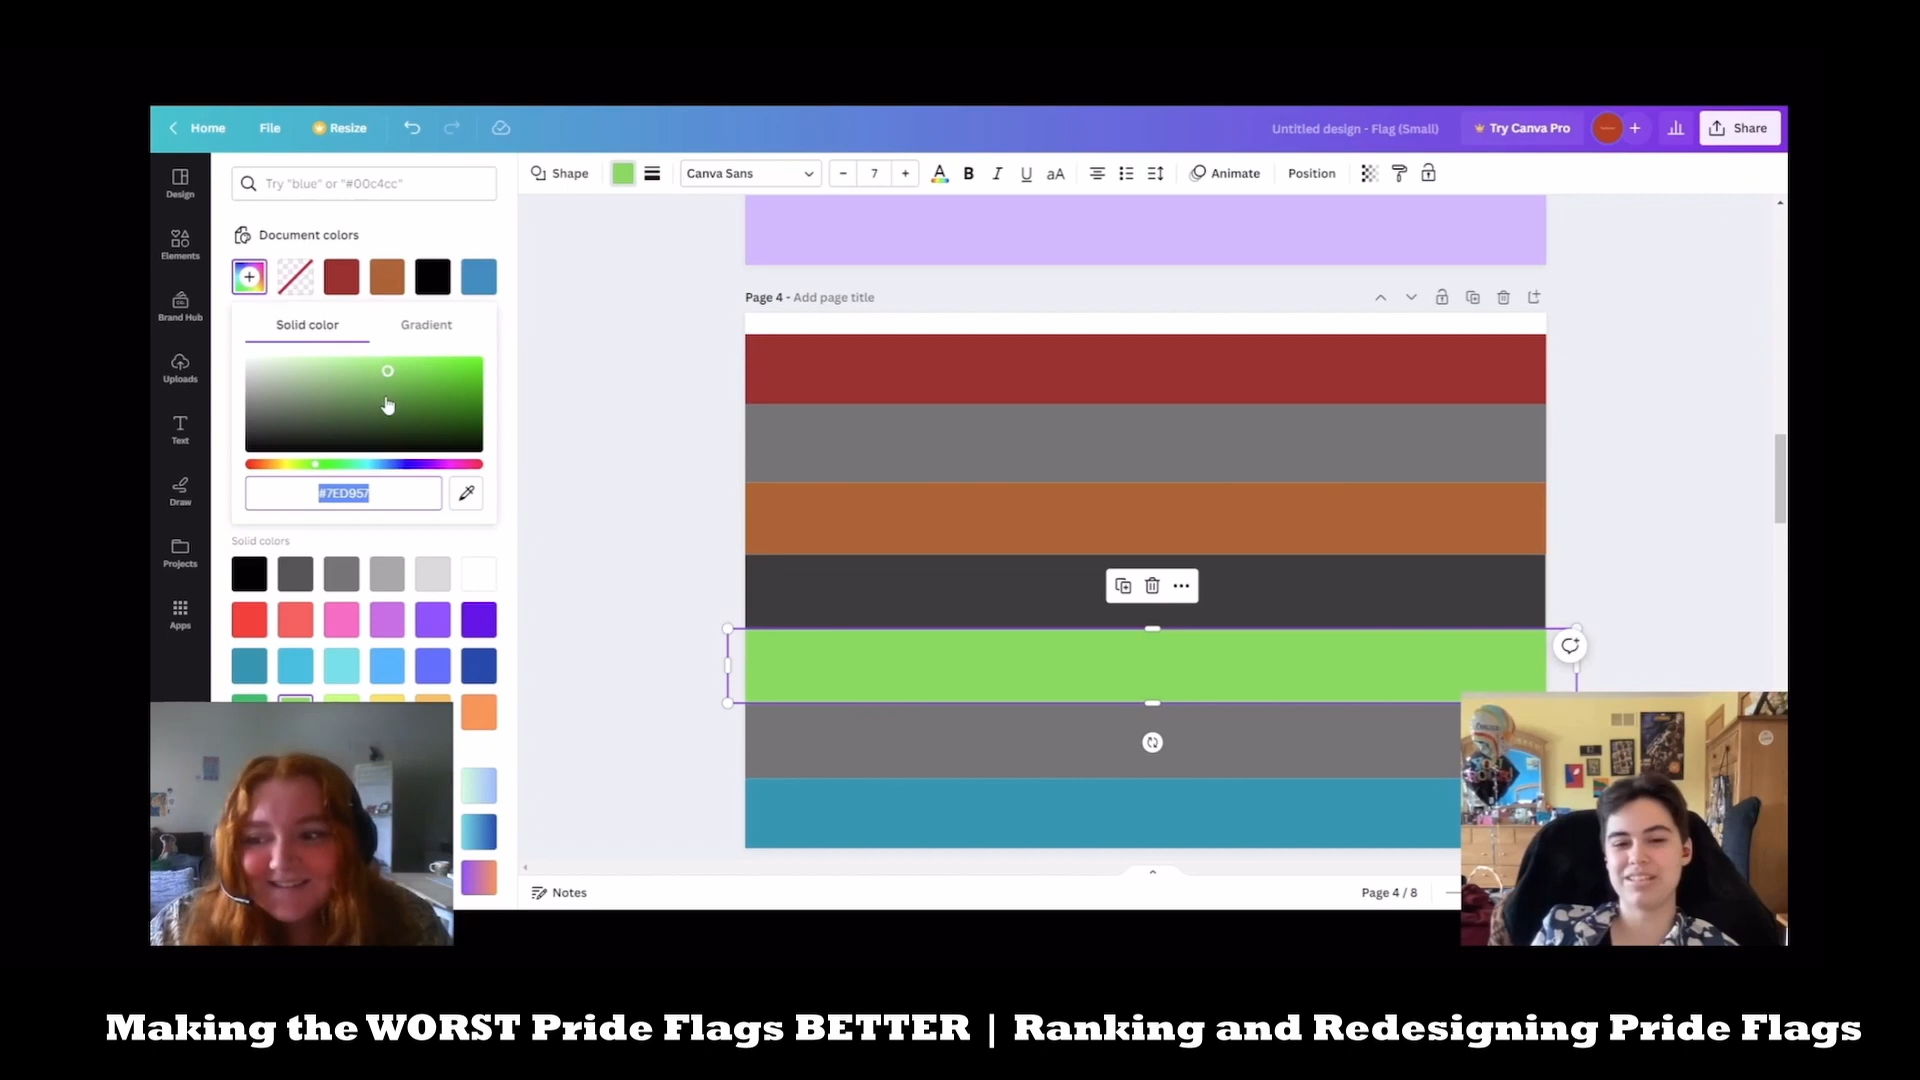 Home File Resize Untitled design - Flag (Small) Try Canva Pro Share
Design
Elements
Brand Hub
Uploads
Text
Draw
Projects
Apps
Try "blue" or "#00c4cc"
Document colors
Solid color Gradient
#7ED957
Solid colors
Shape Canva Sans - 7 + A B I U aA Animate Position
Page 4 - Add page title
Notes Page 4 / 8
Making the WORST Pride Flags BETTER | Ranking and Redesigning Pride Flags